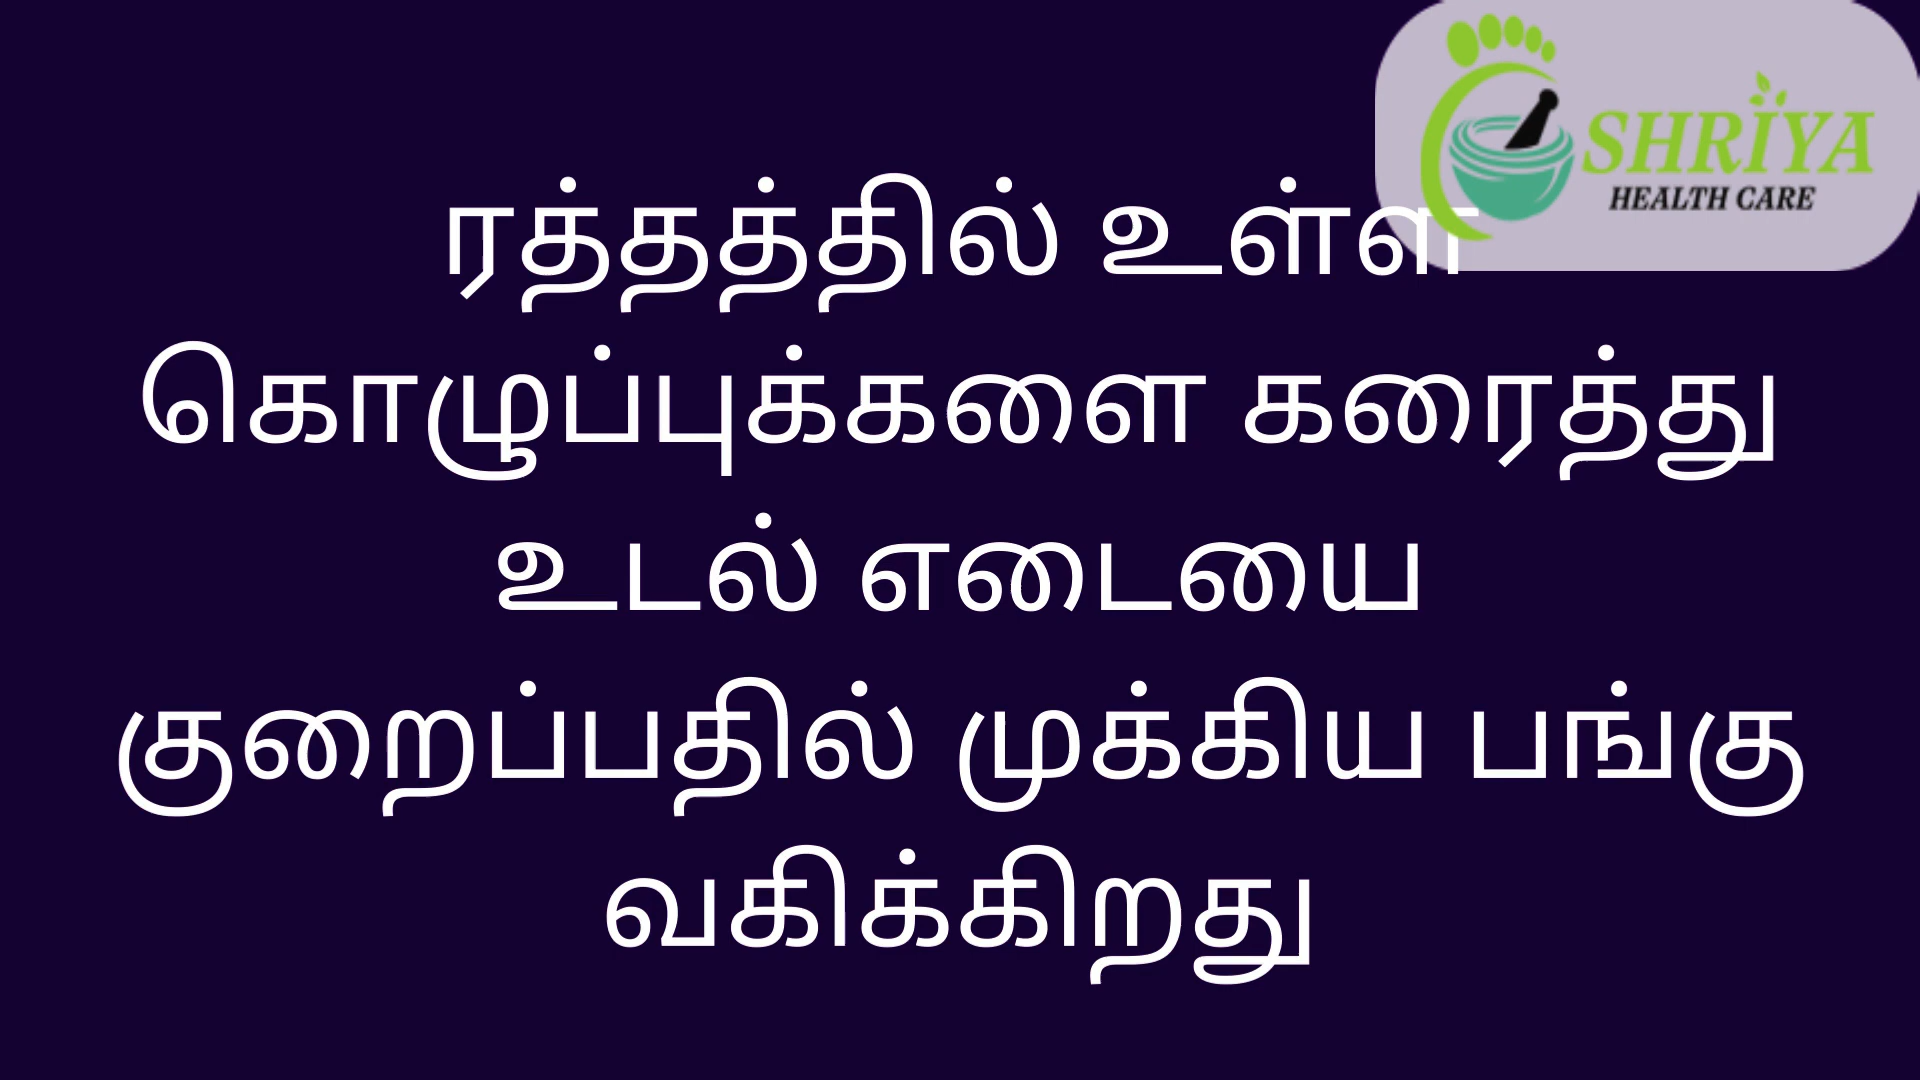 SHRIYA
HEALTH CARE
ரத்தத்தில் உள்ள
கொழுப்புக்களை கரைத்து
உடல் எடையை
குறைப்பதில் முக்கிய பங்கு
வகிக்கிறது